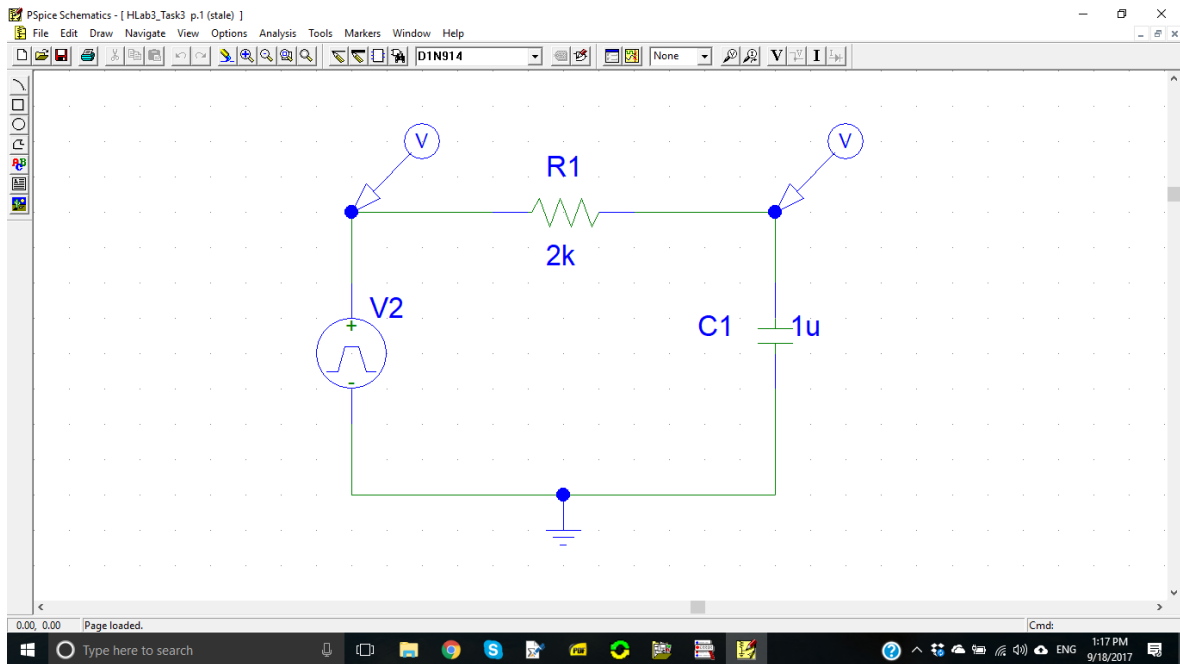 PSpice Schematics - [ HLab3_Task3 p.1 (stale) ]
File Edit Draw Navigate View Options Analysis Tools Markers Window Help
D1N914 None V I
V V
R1
2k
V2
+
C1 1u
-
0.00, 0.00 Page loaded. Cmd:
Type here to search ENG 1:17 PM
9/18/2017